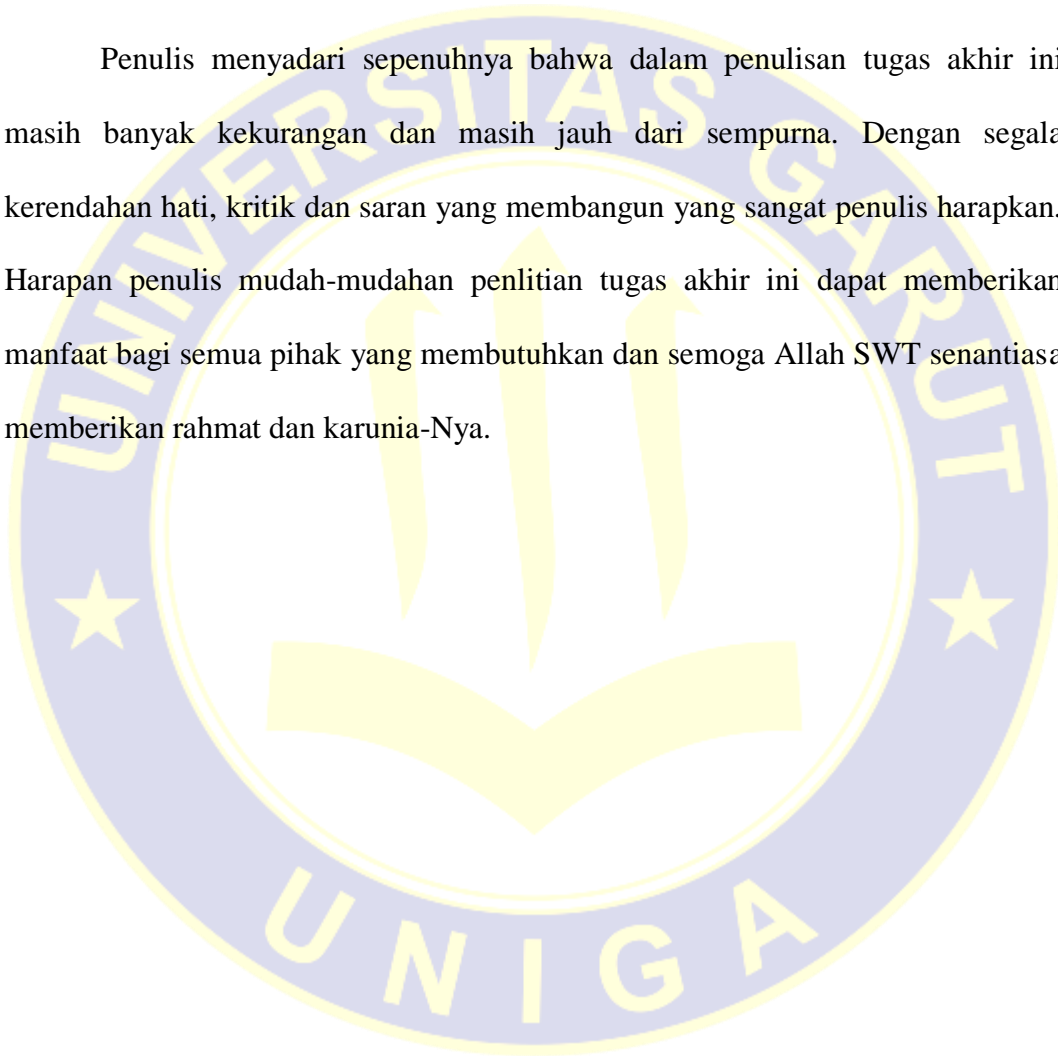 Penulis menyadari sepenuhnya bahwa dalam penulisan tugas akhir ini
masih banyak kekurangan dan masih jauh dari sempurna. Dengan segala
kerendahan hati, kritik dan saran yang membangun yang sangat penulis harapkan.
Harapan penulis mudah-mudahan penlitian tugas akhir ini dapat memberikan
manfaat bagi semua pihak yang membutuhkan dan semoga Allah SWT senantiasa
memberikan rahmat dan karunia-Nya.
UNIVERSITAS GARUT
UNIGA